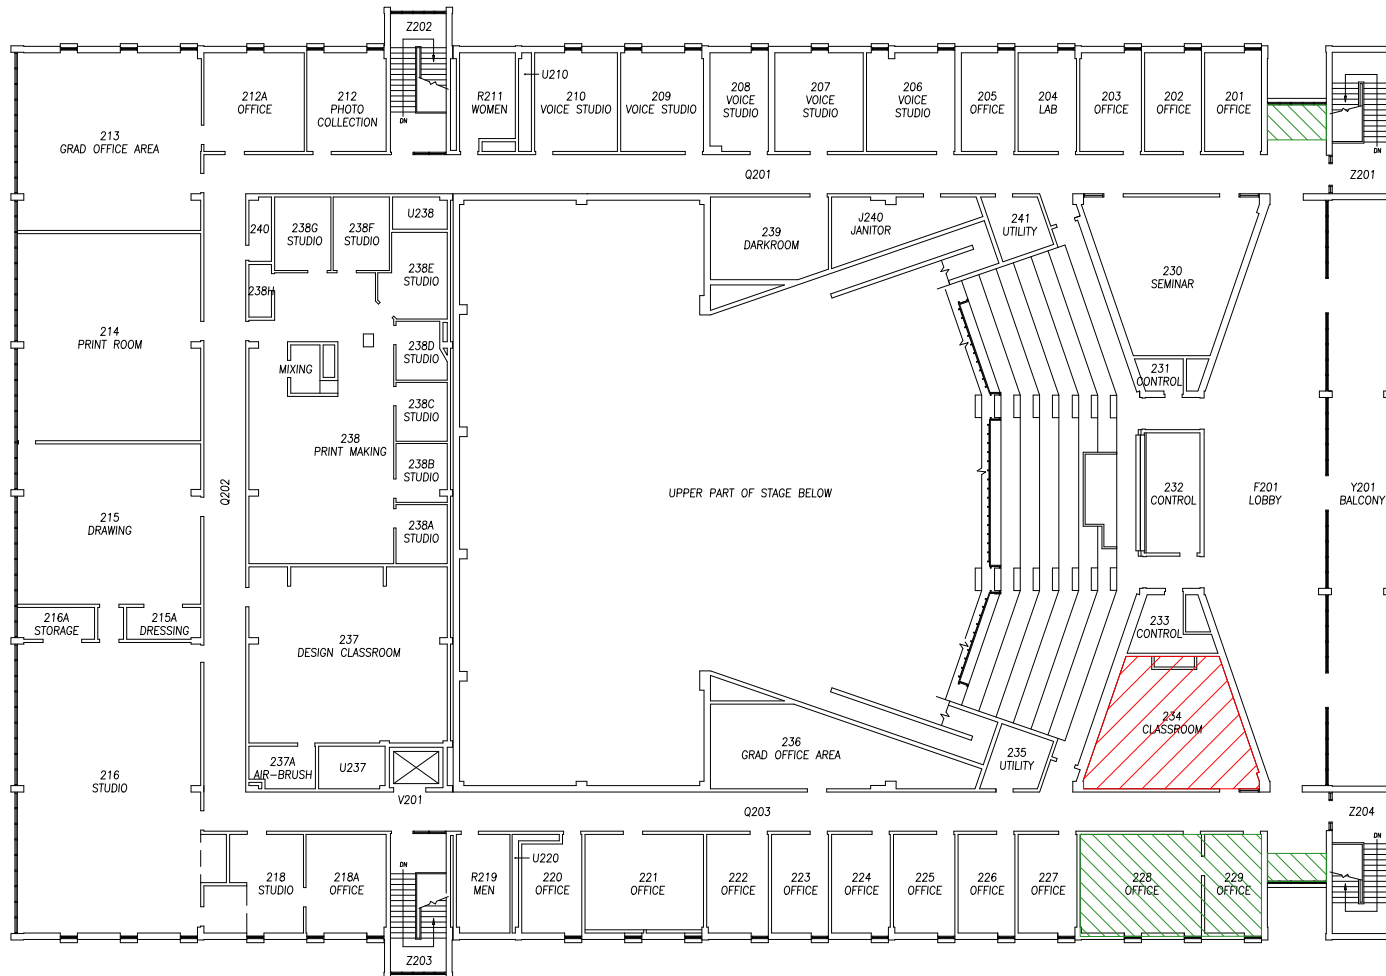 Z202
U210
212A
OFFICE
212
PHOTO
COLLECTION
DN
R211
WOMEN
210
VOICE STUDIO
209
VOICE STUDIO
208
VOICE
STUDIO
207
VOICE
STUDIO
206
VOICE
STUDIO
205
OFFICE
204
LAB
203
OFFICE
202
OFFICE
201
OFFICE
DN
213
GRAD OFFICE AREA
Q201
Z201
240
238G
STUDIO
238F
STUDIO
U238
239
DARKROOM
J240
JANITOR
241
UTILITY
238E
STUDIO
230
SEMINAR
238H
214
PRINT ROOM
MIXING
238D
STUDIO
231
CONTROL
238C
STUDIO
238
PRINT MAKING
238B
STUDIO
Q202
UPPER PART OF STAGE BELOW
232
CONTROL
F201
LOBBY
Y201
BALCONY
215
DRAWING
238A
STUDIO
216A
STORAGE
215A
DRESSING
237
DESIGN CLASSROOM
233
CONTROL
234
CLASSROOM
236
GRAD OFFICE AREA
235
UTILITY
237A
AIR-BRUSH
U237
216
STUDIO
V201
Q203
Z204
218
STUDIO
218A
OFFICE
DN
R219
MEN
U220
220
OFFICE
221
OFFICE
222
OFFICE
223
OFFICE
224
OFFICE
225
OFFICE
226
OFFICE
227
OFFICE
228
OFFICE
229
OFFICE
DN
Z203